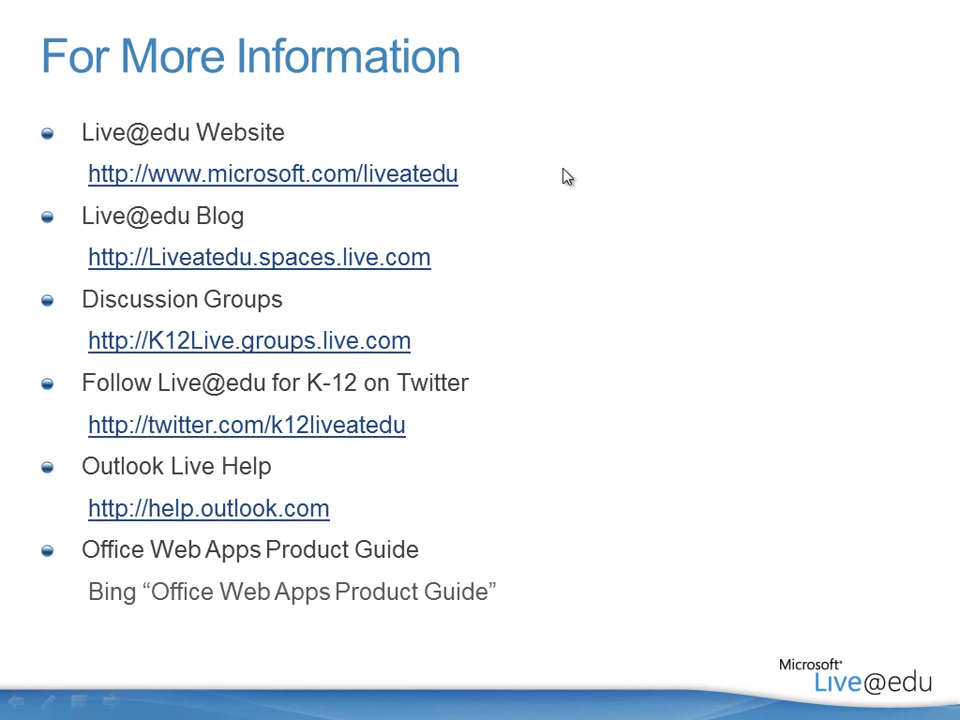 For More Information
Live@edu Website
http://www.microsoft.com/liveatedu
Live@edu Blog
http://Liveatedu.spaces.live.com
Discussion Groups
http://K12Live.groups.live.com
Follow Live@edu for K-12 on Twitter
http://twitter.com/k12liveatedu
Outlook Live Help
http://help.outlook.com
Office Web Apps Product Guide
Bing “Office Web Apps Product Guide”
Microsoft®
Live@edu